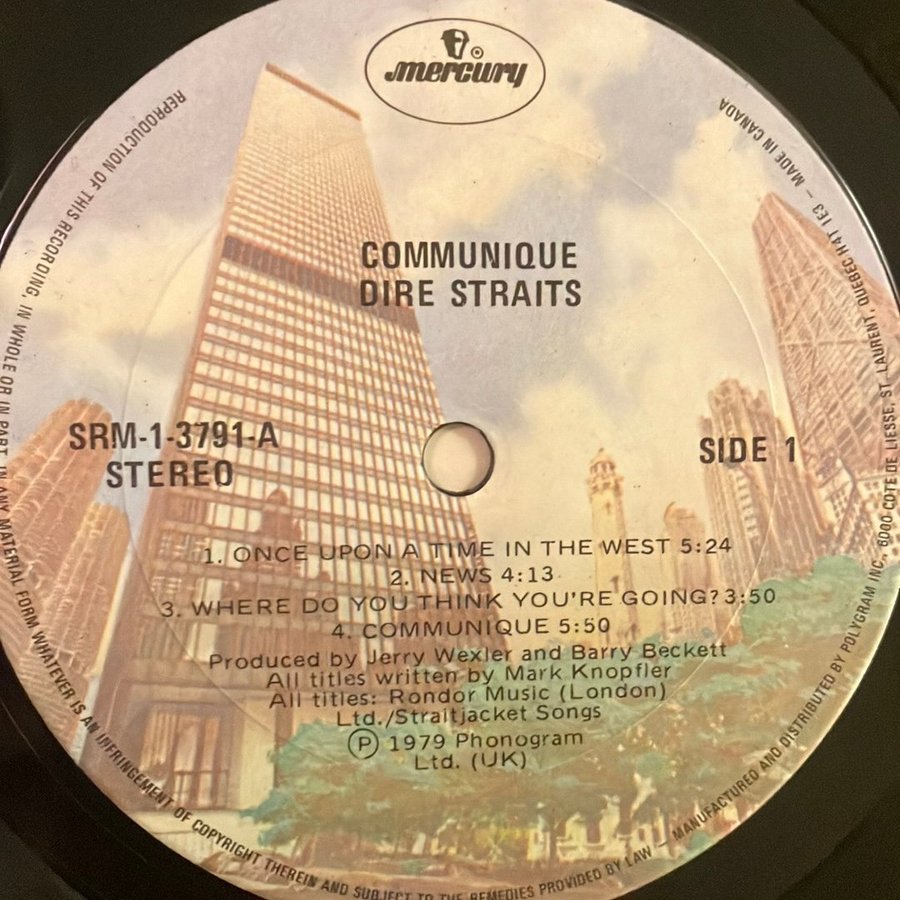 mercury ®
COMMUNIQUE
DIRE STRAITS
SRM-1-3791-A
STEREO
SIDE 1
1. ONCE UPON A TIME IN THE WEST 5:24
2. NEWS 4:13
3. WHERE DO YOU THINK YOU'RE GOING? 3:50
4. COMMUNIQUE 5:50
Produced by Jerry Wexler and Barry Beckett
All titles written by Mark Knopfler
All titles: Rondor Music (London)
Ltd./Straitjacket Songs
Ⓟ 1979 Phonogram
Ltd. (UK)
REPRODUCTION OF THIS RECORDING, IN WHOLE OR IN PART, IN ANY MATERIAL FORM WHATEVER IS AN INFRINGEMENT OF COPYRIGHT THEREIN AND SUBJECT TO THE REMEDIES PROVIDED BY LAW – MANUFACTURED AND DISTRIBUTED BY POLYGRAM INC., 6000 COTE DE LIESSE, ST. LAURENT, QUEBEC H4T 1E3 – MADE IN CANADA